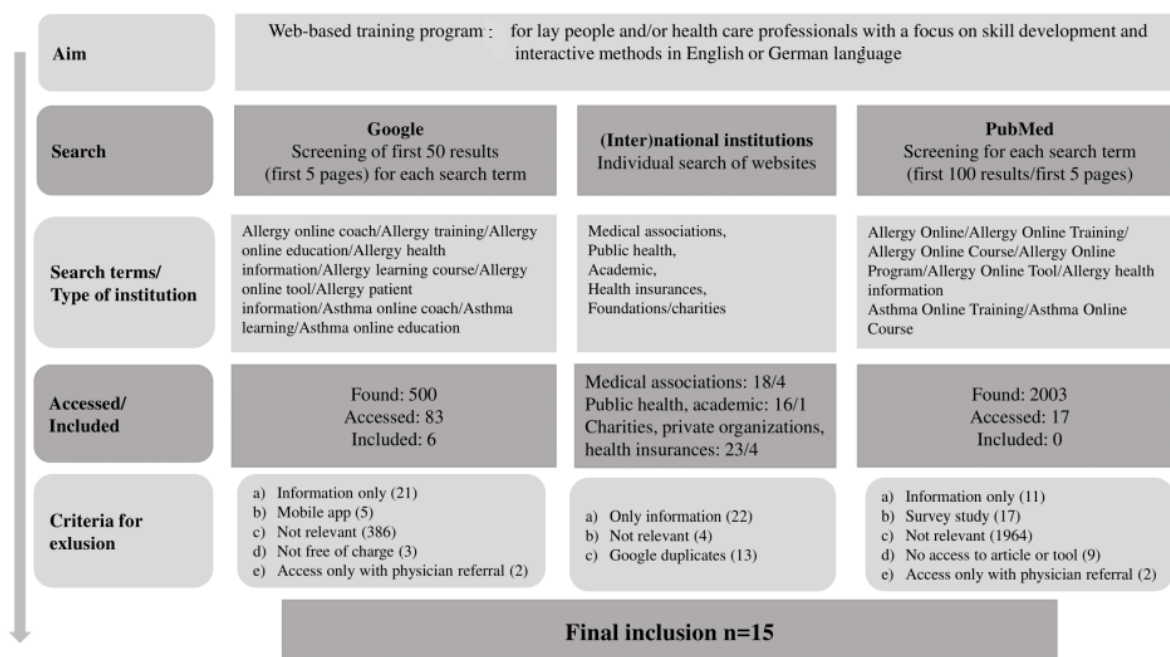 Aim
Web-based training program : for lay people and/or health care professionals with a focus on skill development and
interactive methods in English or German language
Search
Google
Screening of first 50 results
(first 5 pages) for each search term
(Inter)national institutions
Individual search of websites
PubMed
Screening for each search term
(first 100 results/first 5 pages)
Search terms/
Type of institution
Allergy online coach/Allergy training/Allergy
online education/Allergy health
information/Allergy learning course/Allergy
online tool/Allergy patient
information/Asthma online coach/Asthma
learning/Asthma online education
Medical associations,
Public health,
Academic,
Health insurances,
Foundations/charities
Allergy Online/Allergy Online Training/
Allergy Online Course/Allergy Online
Program/Allergy Online Tool/Allergy health
information
Asthma Online Training/Asthma Online
Course
Accessed/
Included
Found: 500
Accessed: 83
Included: 6
Medical associations: 18/4
Public health, academic: 16/1
Charities, private organizations,
health insurances: 23/4
Found: 2003
Accessed: 17
Included: 0
Criteria for
exlusion
a) Information only (21)
b) Mobile app (5)
c) Not relevant (386)
d) Not free of charge (3)
e) Access only with physician referral (2)
a) Only information (22)
b) Not relevant (4)
c) Google duplicates (13)
a) Information only (11)
b) Survey study (17)
c) Not relevant (1964)
d) No access to article or tool (9)
e) Access only with physician referral (2)
Final inclusion n=15